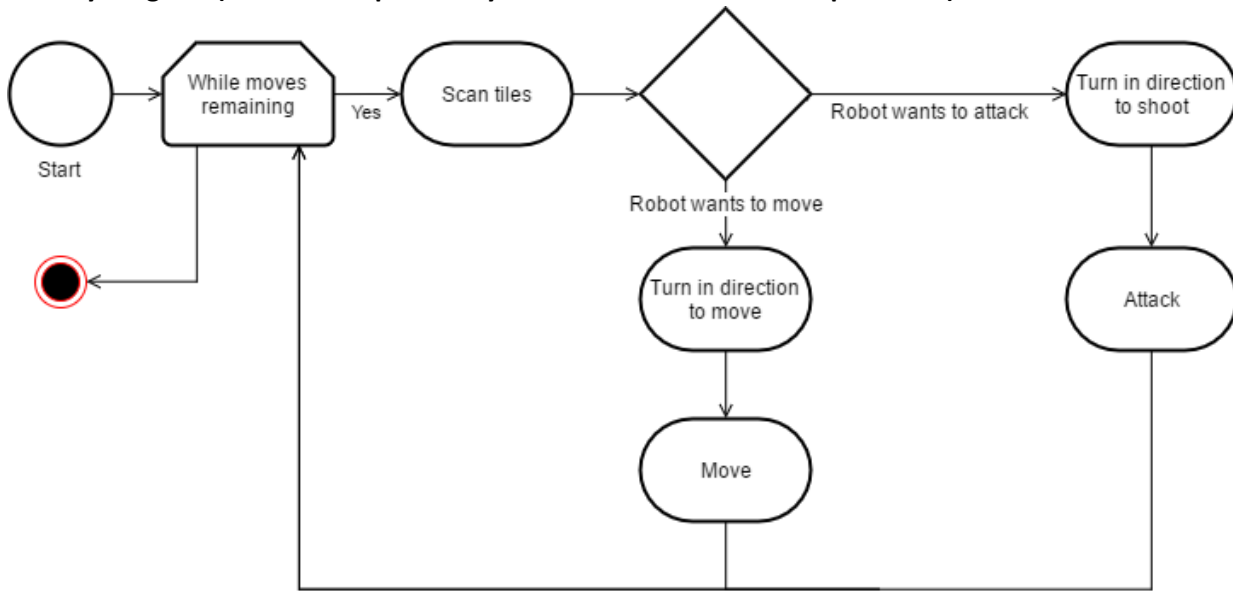 While moves
remaining
Yes
Scan tiles
Robot wants to attack
Turn in direction
to shoot
Start
Robot wants to move
Turn in direction
to move
Attack
Move